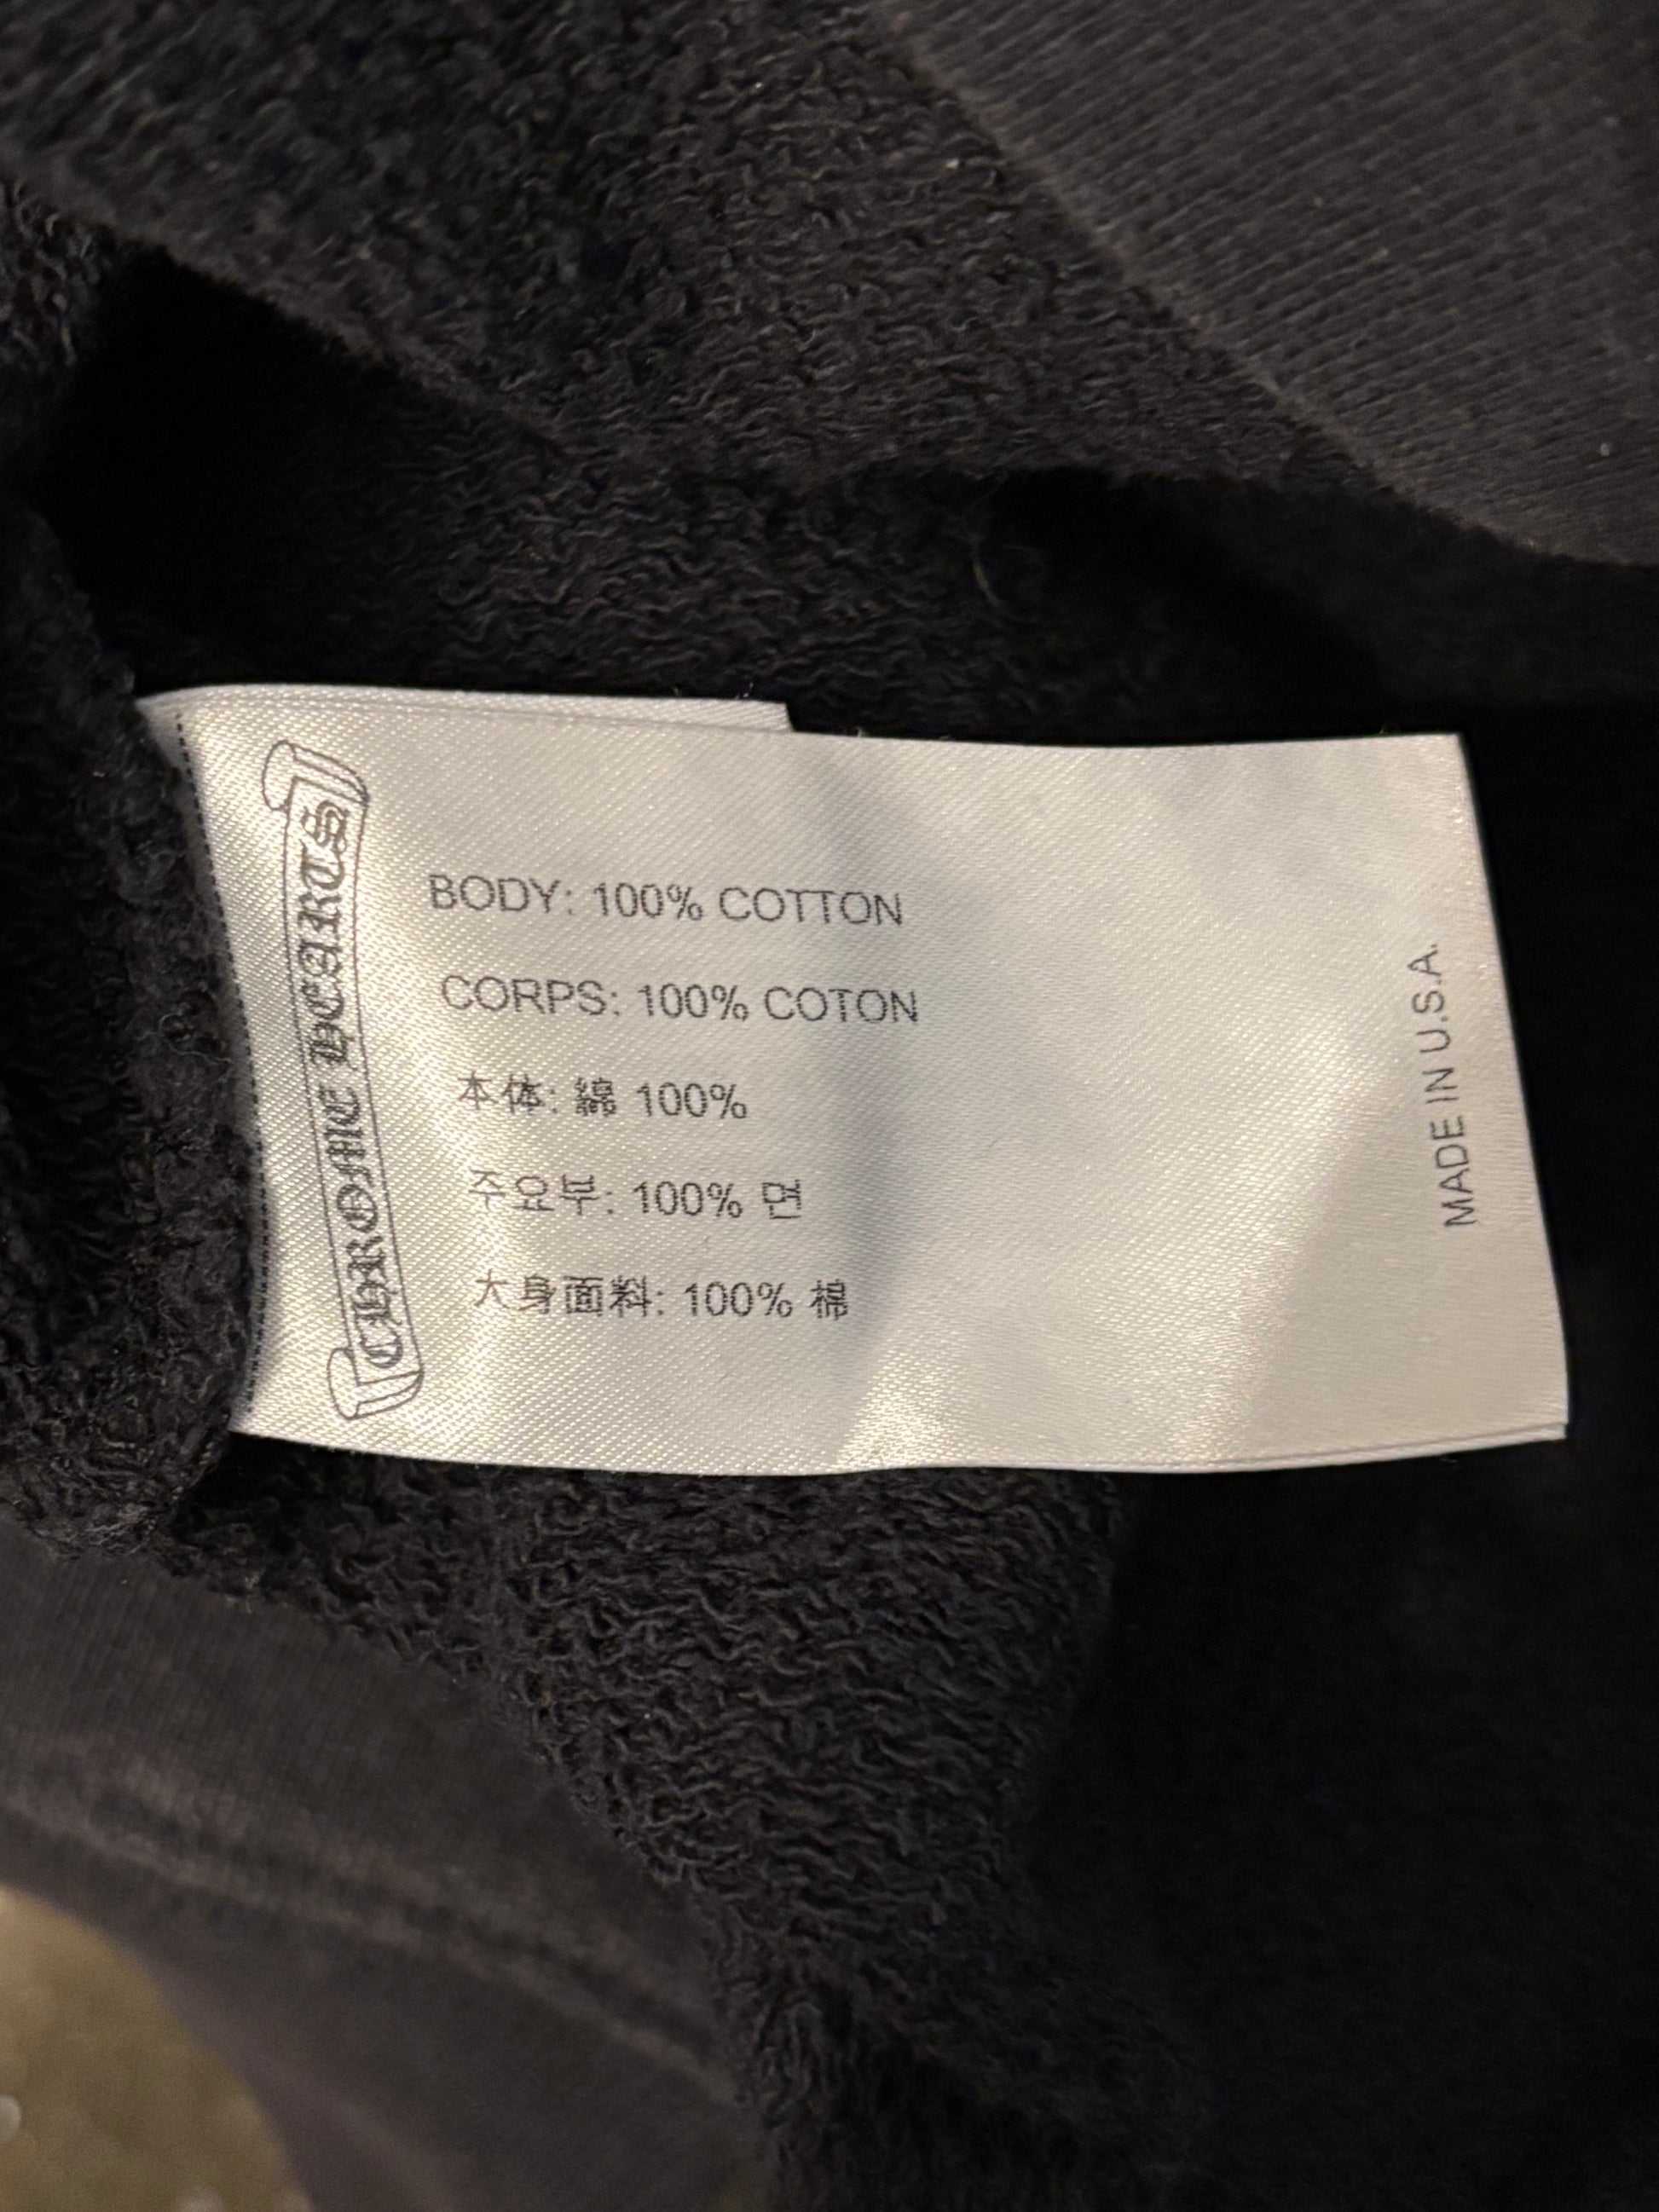 CHROME HEARTS
BODY: 100% COTTON
CORPS: 100% COTON
本体: 綿 100%
주요부: 100% 면
大身面料: 100% 棉
MADE IN U.S.A.